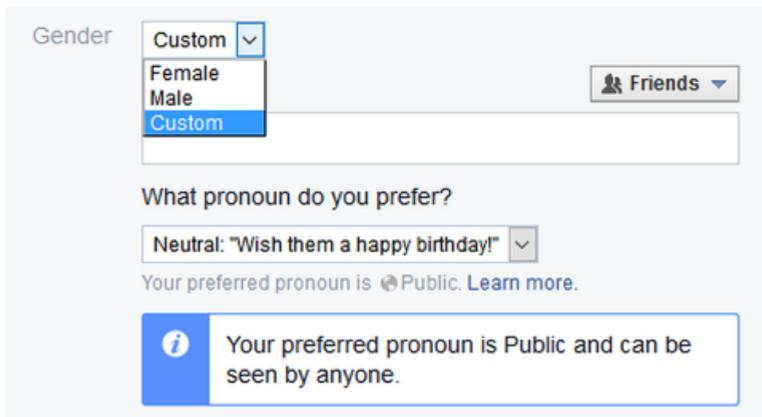 Gender Custom
Female
Male
Custom
Friends
What pronoun do you prefer?
Neutral: "Wish them a happy birthday!"
Your preferred pronoun is Public. Learn more.
Your preferred pronoun is Public and can be
seen by anyone.